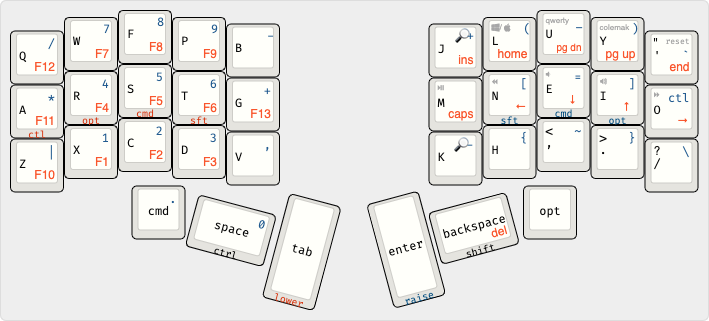 Q / F12
W 7 F7
F 8 F8
P 9 F9
B -
J + ins
L ( home
qwerty U _ pg dn
colemak Y ) pg up
" reset ' ` end
A * F11 ctl
R 4 F4 opt
S 5 F5 cmd
T 6 F6 sft
G + F13
M caps
N [ ← sft
E = ↓ cmd
I ] ↑ opt
O ctl →
Z | F10
X 1 F1
C 2 F2
D 3 F3
V ,
K
H {
< ~ ,
> } .
? \ /
cmd .
space 0 ctrl
tab lower
enter raise
backspace del shift
opt